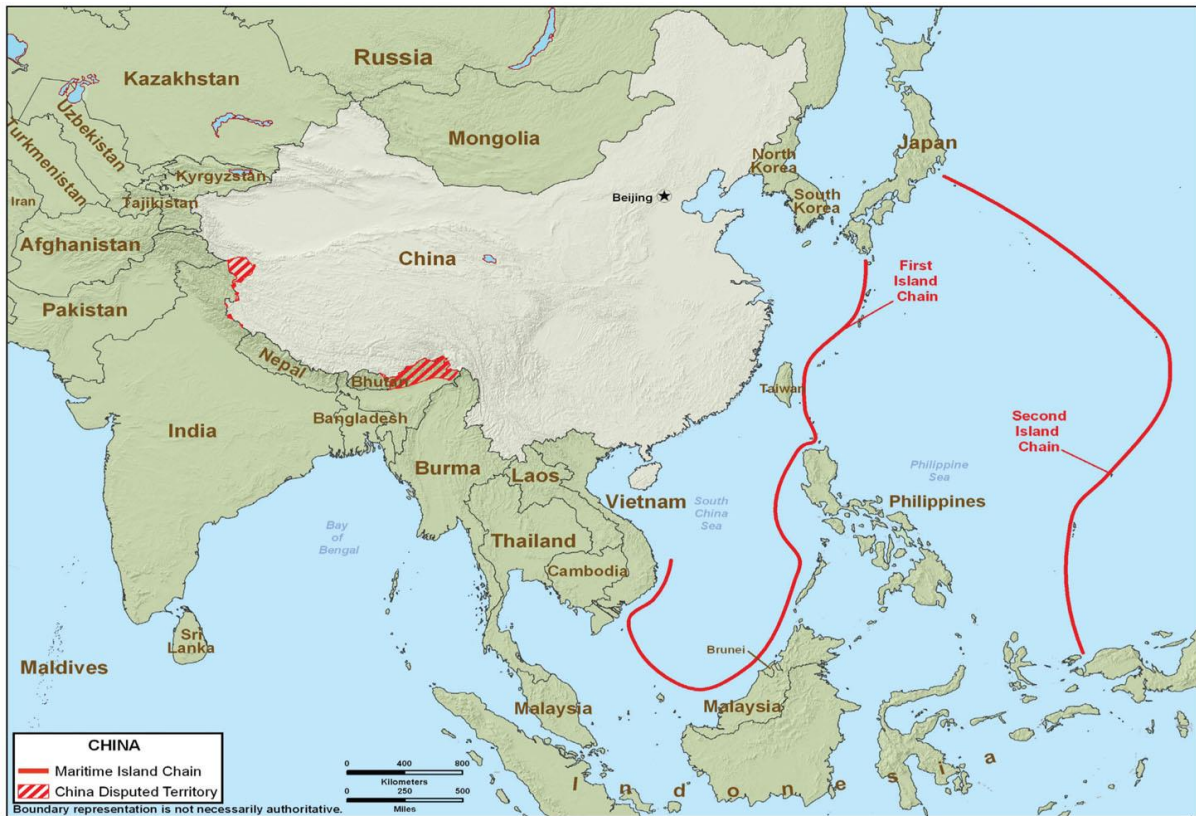 Russia
Kazakhstan
Mongolia
Uzbekistan
Turkmenistan
Kyrgyzstan
Tajikistan
Iran
Afghanistan
Pakistan
China
Beijing
North
Korea
South
Korea
Japan
First
Island
Chain
Second
Island
Chain
Nepal
Bhutan
Bangladesh
India
Burma
Laos
Vietnam
Thailand
Cambodia
Taiwan
South
China
Sea
Philippine
Sea
Philippines
Bay
of
Bengal
Sri
Lanka
Maldives
Brunei
Malaysia
Malaysia
Indonesia
CHINA
Maritime Island Chain
China Disputed Territory
Boundary representation is not necessarily authoritative.
0 400 800
Kilometers
0 250 500
Miles